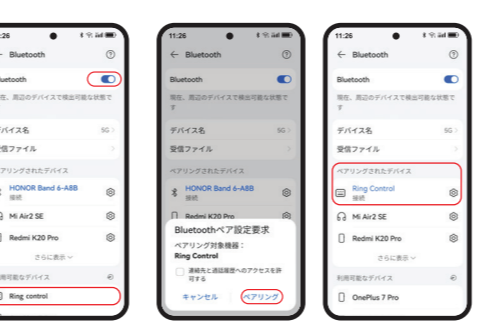 :26
← Bluetooth
uetooth
在、周辺のデバイスで検出可能な状態で
す
デバイス名 5G
受信ファイル
アリングされたデバイス
HONOR Band 6-A8B
接続
Mi Air2 SE
Redmi K20 Pro
さらに表示
用可能なデバイス
Ring control
11:26
← Bluetooth
Bluetooth
現在、周辺のデバイスで検出可能な状態で
す
デバイス名 5G
受信ファイル
ペアリングされたデバイス
HONOR Band 6-A8B
接続
Redmi K20 Pro
Bluetoothペア設定要求
ペアリング対象機器：
Ring Control
連絡先と通話履歴へのアクセスを許
可する
キャンセル ペアリング
11:26
← Bluetooth
Bluetooth
現在、周辺のデバイスで検出可能な状態で
す
デバイス名 5G
受信ファイル
ペアリングされたデバイス
Ring Control
接続
Mi Air2 SE
Redmi K20 Pro
さらに表示
利用可能なデバイス
OnePlus 7 Pro